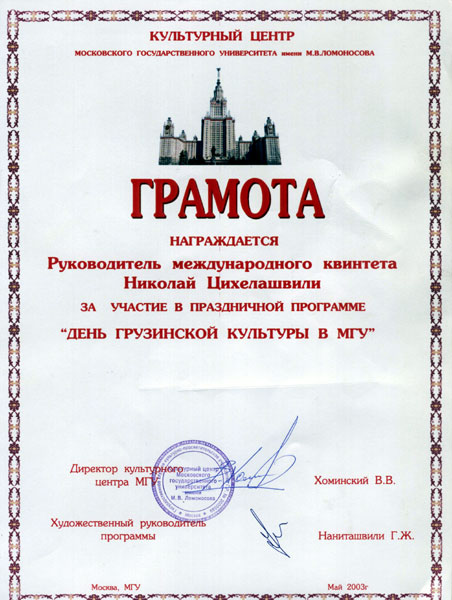 КУЛЬТУРНЫЙ ЦЕНТР
МОСКОВСКОГО ГОСУДАРСТВЕННОГО УНИВЕРСИТЕТА имени М.В.ЛОМОНОСОВА
ГРАМОТА
НАГРАЖДАЕТСЯ
Руководитель международного квинтета
Николай Цихелашвили
ЗА УЧАСТИЕ В ПРАЗДНИЧНОЙ ПРОГРАММЕ
“ДЕНЬ ГРУЗИНСКОЙ КУЛЬТУРЫ В МГУ”
Директор культурного
центра МГУ
Хоминский В.В.
Культурный центр
Московского
государственного
университета
имени
М.В. Ломоносова
Художественный руководитель
программы
Наниташвили Г.Ж.
Москва, МГУ
Май 2003г